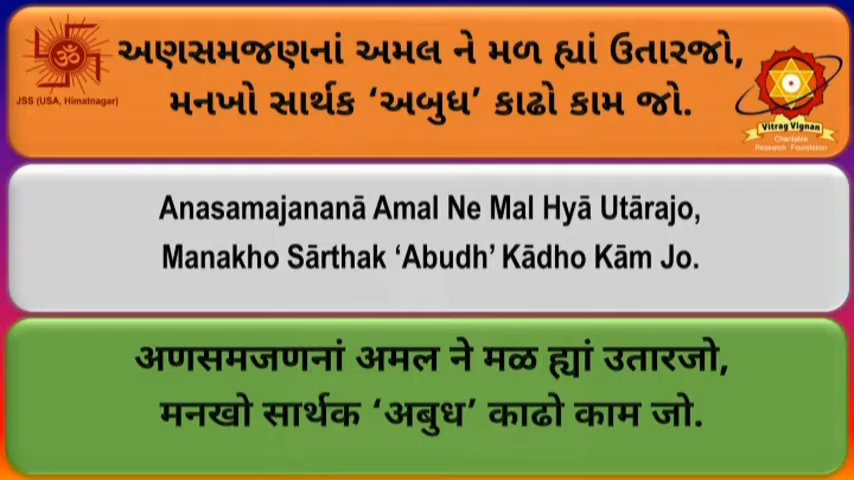 અણસમજણનાં અમલ ને મળ હ્યાં ઉતારજો,
મનખો સાર્થક ‘અબુધ’ કાઢો કામ જો.
JSS (USA, Himatnagar)
Vitrag Vignan
Charitable
Research Foundation
Anasamajananā Amal Ne Mal Hyā Utārajo,
Manakho Sārthak ‘Abudh’ Kādho Kām Jo.
अणसमजणनां अमल ने मळ ह्यां उतारजो,
मनखो सार्थक ‘अबुध’ काढो काम जो.